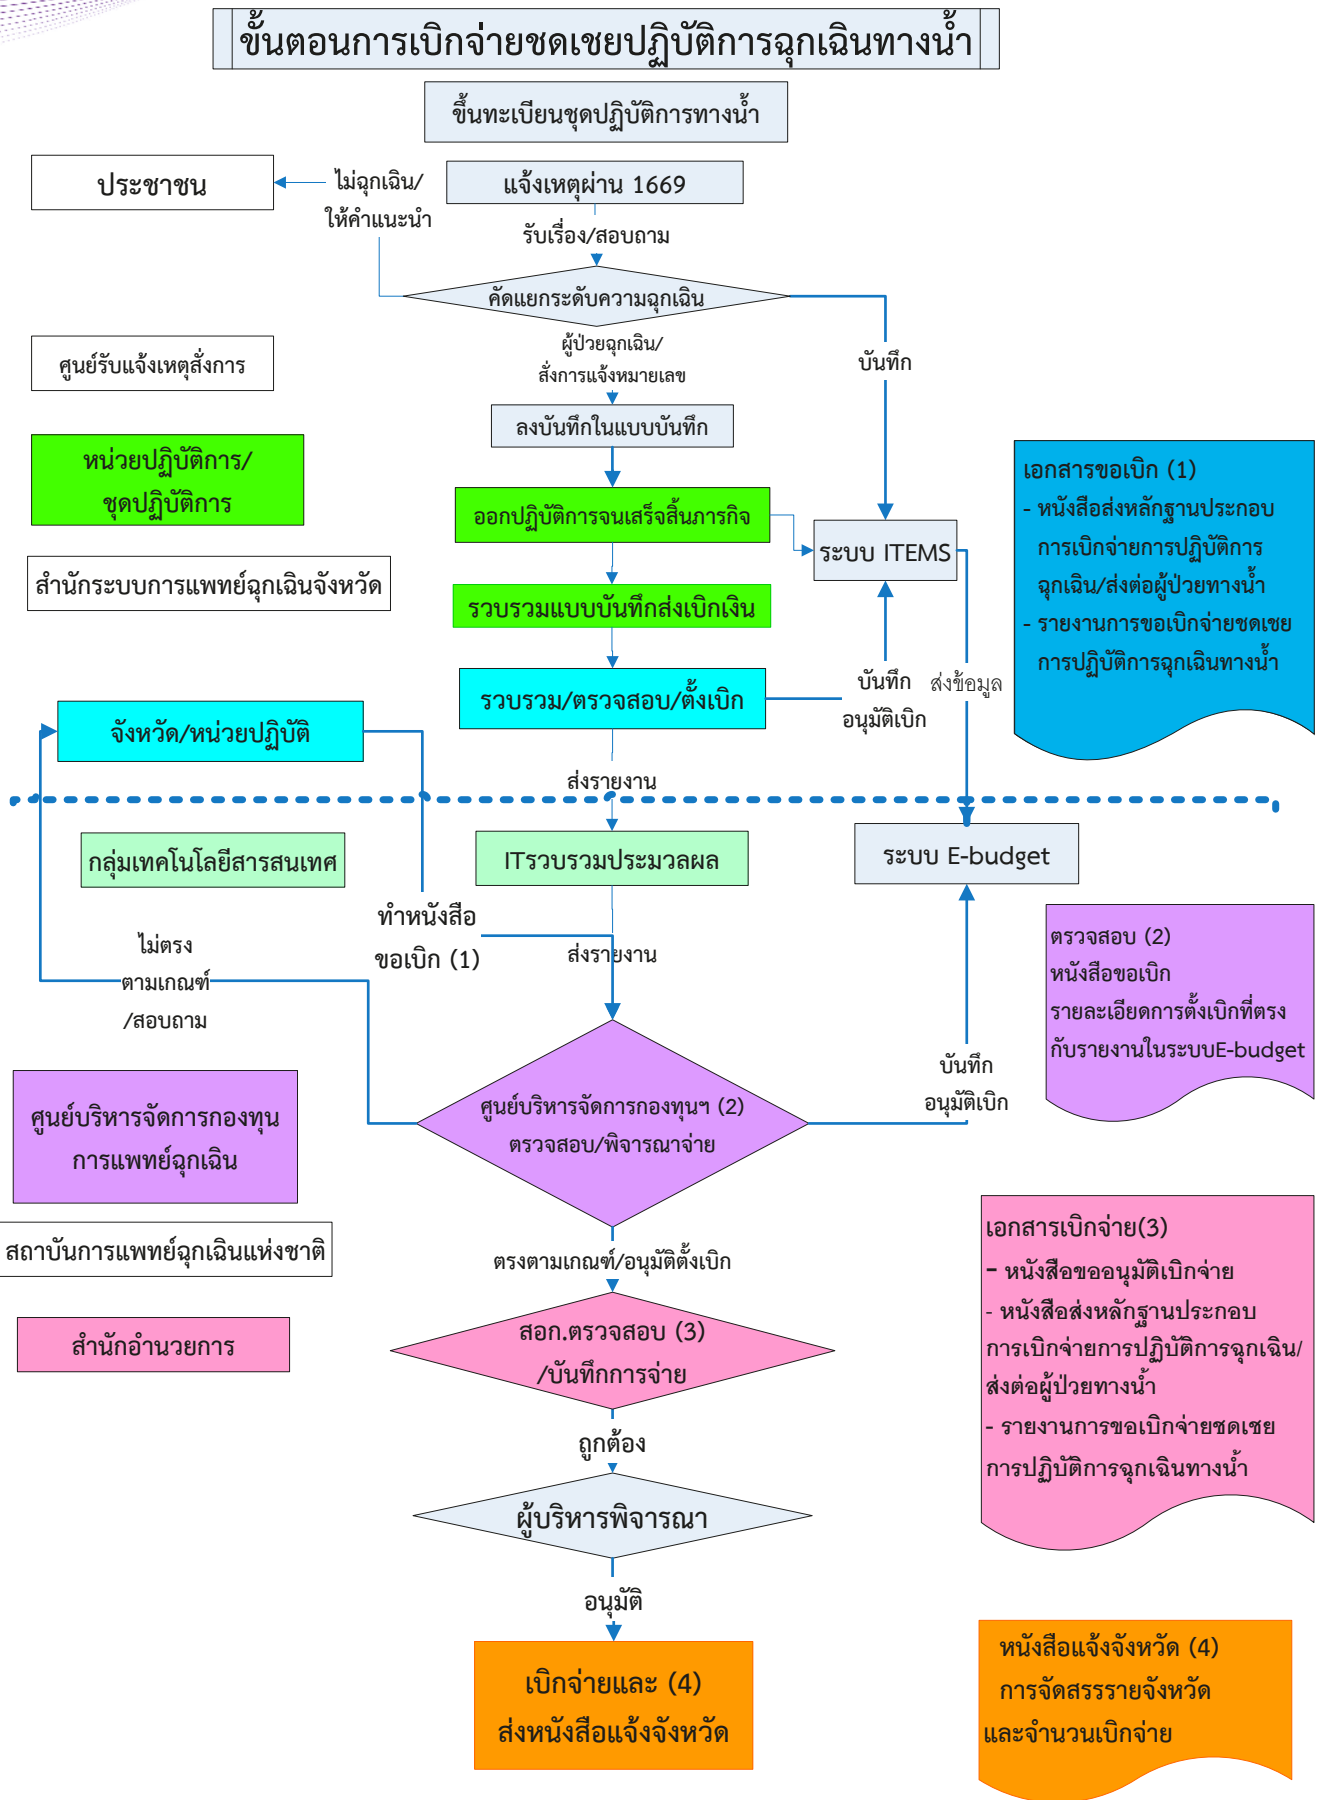 ขั้นตอนการเบิกจ่ายชดเชยปฏิบัติการฉุกเฉินทางน้ำ
ขึ้นทะเบียนชุดปฏิบัติการทางน้ำ
ประชาชน
ไม่ฉุกเฉิน/
ให้คำแนะนำ
แจ้งเหตุผ่าน 1669
รับเรื่อง/สอบถาม
คัดแยกระดับความฉุกเฉิน
ศูนย์รับแจ้งเหตุสั่งการ
ผู้ป่วยฉุกเฉิน/
สั่งการแจ้งหมายเลข
บันทึก
ลงบันทึกในแบบบันทึก
หน่วยปฏิบัติการ/
ชุดปฏิบัติการ
ออกปฏิบัติการจนเสร็จสิ้นภารกิจ
ระบบ ITEMS
เอกสารขอเบิก (1)
- หนังสือส่งหลักฐานประกอบ
การเบิกจ่ายการปฏิบัติการ
ฉุกเฉิน/ส่งต่อผู้ป่วยทางน้ำ
- รายงานการขอเบิกจ่ายชดเชย
การปฏิบัติการฉุกเฉินทางน้ำ
สำนักระบบการแพทย์ฉุกเฉินจังหวัด
รวบรวมแบบบันทึกส่งเบิกเงิน
รวบรวม/ตรวจสอบ/ตั้งเบิก
บันทึก
อนุมัติเบิก
ส่งข้อมูล
จังหวัด/หน่วยปฏิบัติ
ส่งรายงาน
กลุ่มเทคโนโลยีสารสนเทศ
ITรวบรวมประมวลผล
ระบบ E-budget
ทำหนังสือ
ขอเบิก (1)
ส่งรายงาน
ไม่ตรง
ตามเกณฑ์
/สอบถาม
ตรวจสอบ (2)
หนังสือขอเบิก
รายละเอียดการตั้งเบิกที่ตรง
กับรายงานในระบบE-budget
บันทึก
อนุมัติเบิก
ศูนย์บริหารจัดการกองทุน
การแพทย์ฉุกเฉิน
ศูนย์บริหารจัดการกองทุนฯ (2)
ตรวจสอบ/พิจารณาจ่าย
สถาบันการแพทย์ฉุกเฉินแห่งชาติ
ตรงตามเกณฑ์/อนุมัติตั้งเบิก
สำนักอำนวยการ
สอก.ตรวจสอบ (3)
/บันทึกการจ่าย
เอกสารเบิกจ่าย(3)
- หนังสือขออนุมัติเบิกจ่าย
- หนังสือส่งหลักฐานประกอบ
การเบิกจ่ายการปฏิบัติการฉุกเฉิน/
ส่งต่อผู้ป่วยทางน้ำ
- รายงานการขอเบิกจ่ายชดเชย
การปฏิบัติการฉุกเฉินทางน้ำ
ถูกต้อง
ผู้บริหารพิจารณา
อนุมัติ
เบิกจ่ายและ (4)
ส่งหนังสือแจ้งจังหวัด
หนังสือแจ้งจังหวัด (4)
การจัดสรรรายจังหวัด
และจำนวนเบิกจ่าย